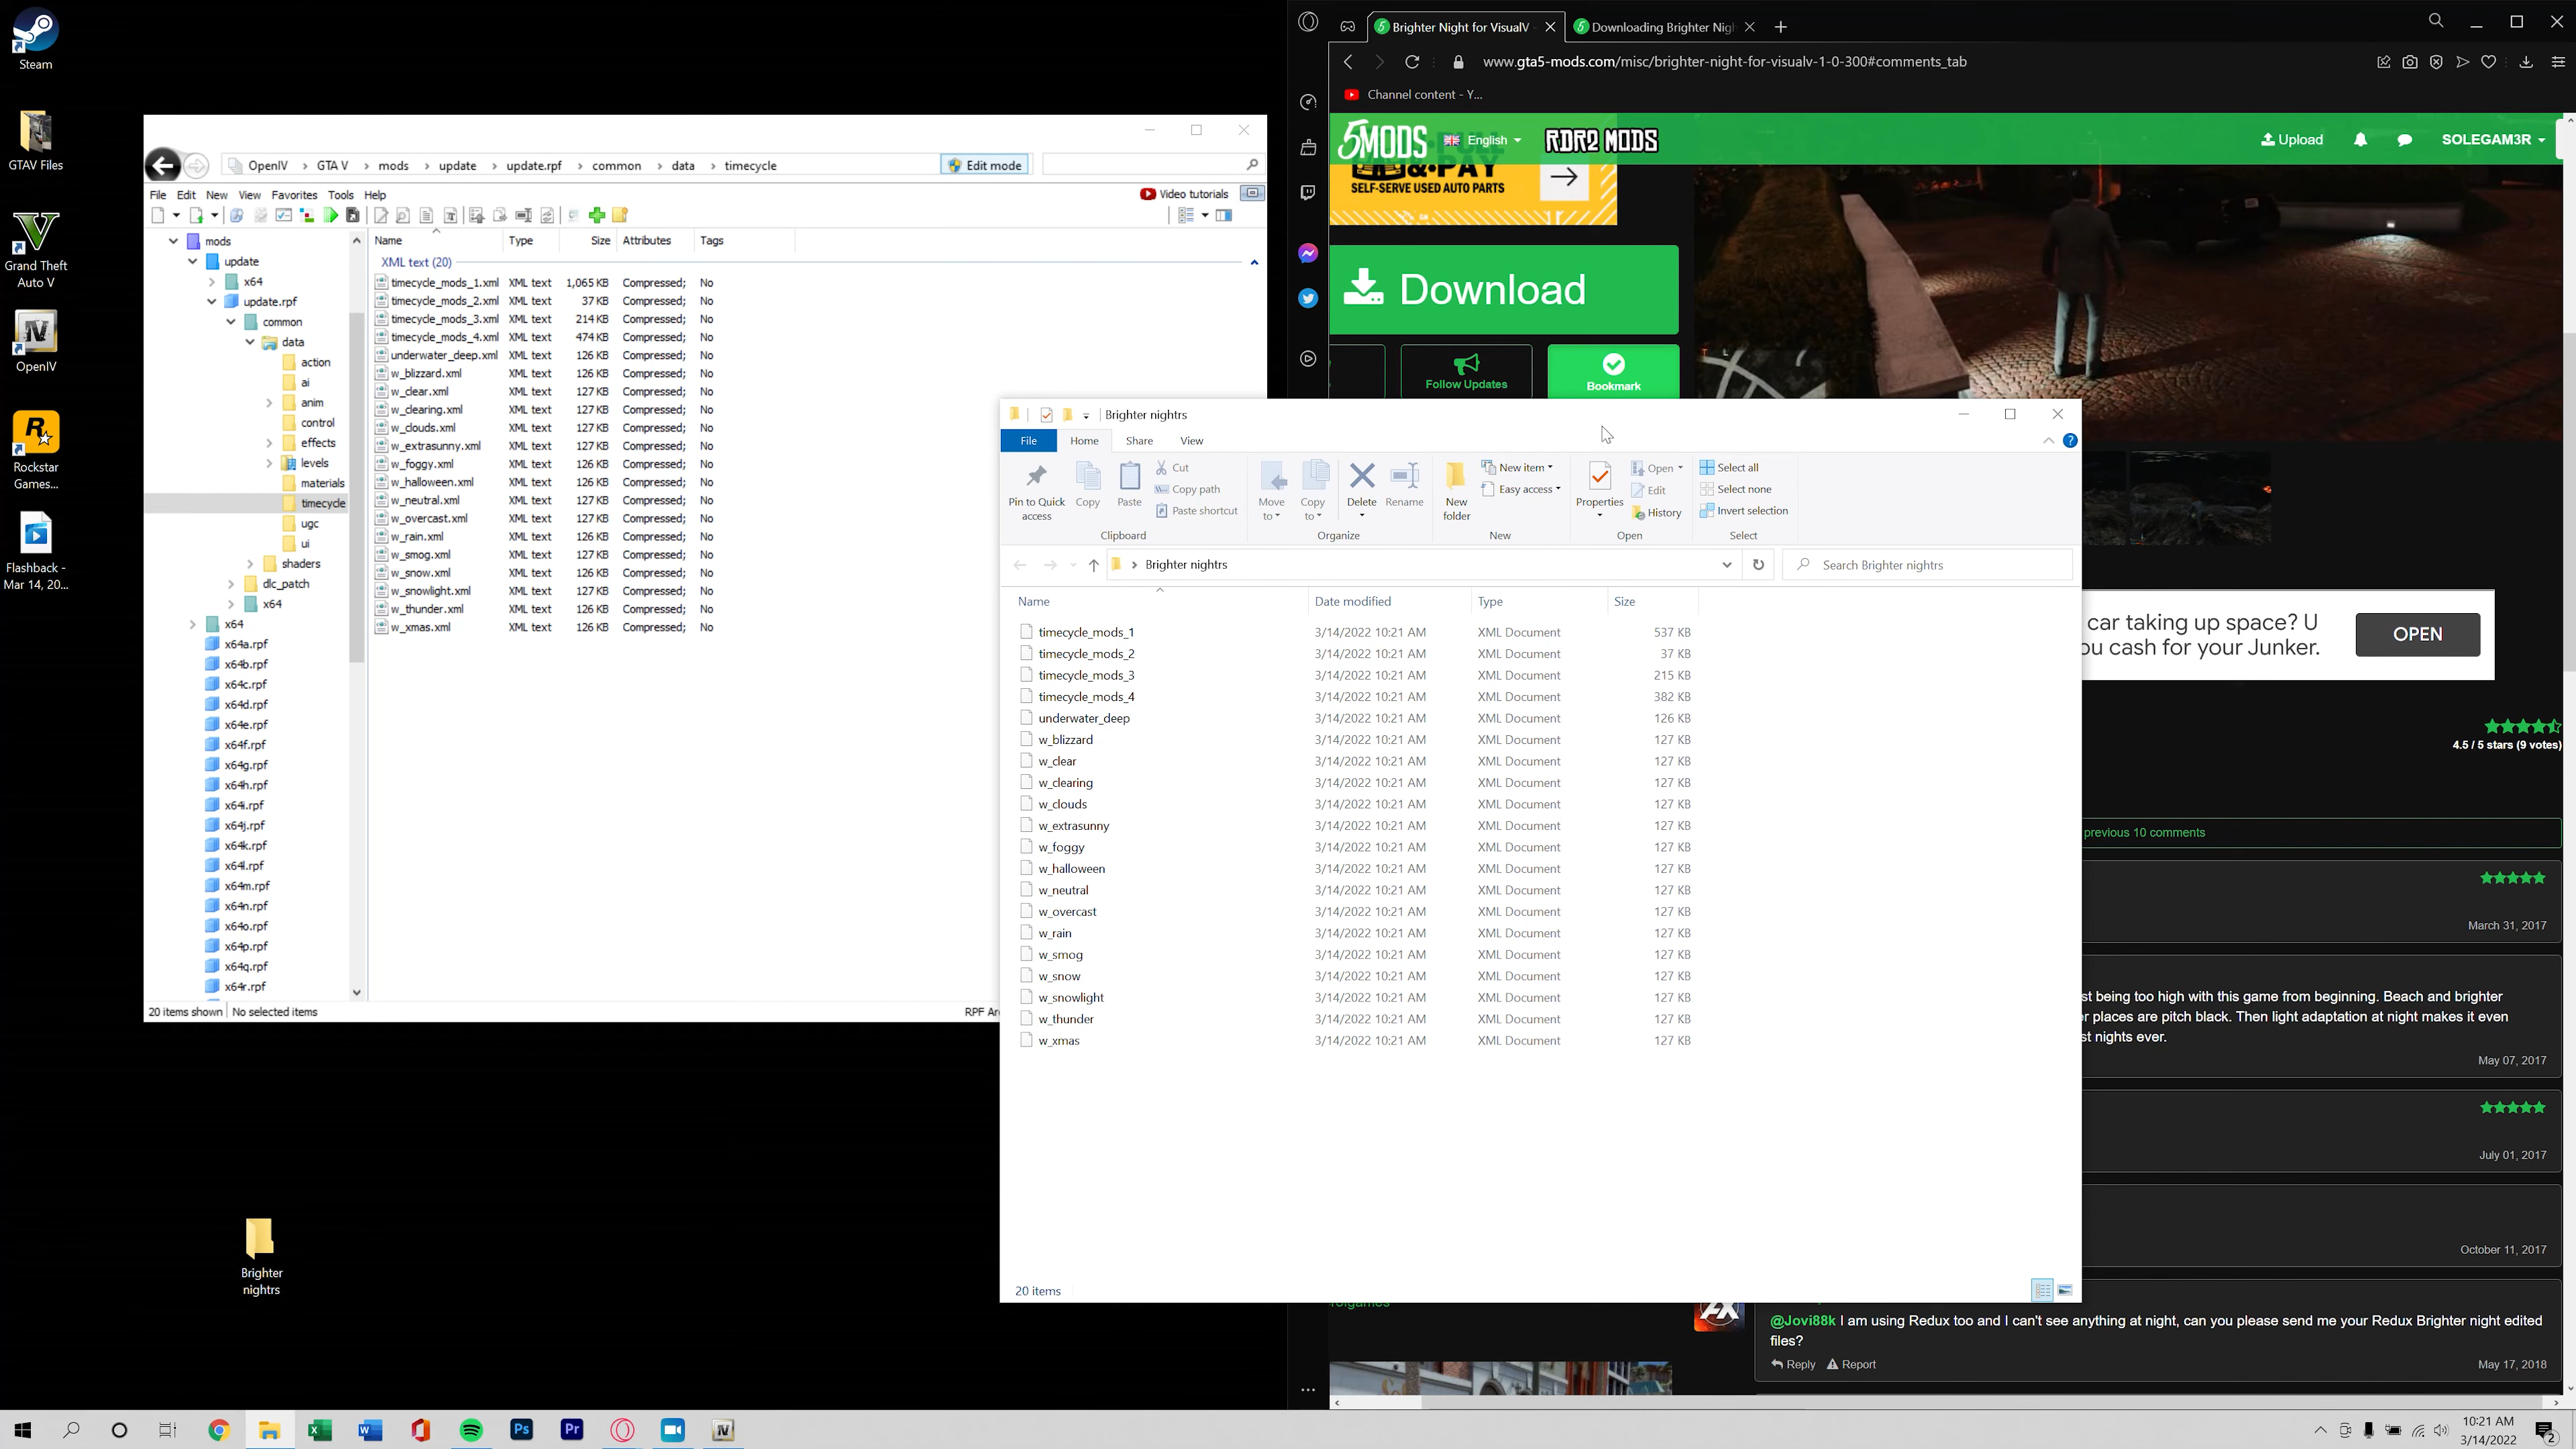 Steam
GTAV Files
Grand Theft
Auto V
OpenIV
Rockstar
Games...
Flashback -
Mar 14, 20...
Brighter
nightrs
OpenIV
GTA V
mods
update
update.rpf
common
data
timecycle
Edit mode
File
Edit
New
View
Favorites
Tools
Help
Video tutorials
mods
update
x64
update.rpf
common
data
action
ai
anim
control
effects
levels
materials
timecycle
ugc
ui
shaders
dlc_patch
x64
x64
x64a.rpf
x64b.rpf
x64c.rpf
x64d.rpf
x64e.rpf
x64f.rpf
x64g.rpf
x64h.rpf
x64i.rpf
x64j.rpf
x64k.rpf
x64l.rpf
x64m.rpf
x64n.rpf
x64o.rpf
x64p.rpf
x64q.rpf
x64r.rpf
Name Type Size Attributes Tags
XML text (20)
timecycle_mods_1.xml XML text 1,065 KB Compressed; No
timecycle_mods_2.xml XML text 37 KB Compressed; No
timecycle_mods_3.xml XML text 214 KB Compressed; No
timecycle_mods_4.xml XML text 474 KB Compressed; No
underwater_deep.xml XML text 126 KB Compressed; No
w_blizzard.xml XML text 126 KB Compressed; No
w_clear.xml XML text 127 KB Compressed; No
w_clearing.xml XML text 127 KB Compressed; No
w_clouds.xml XML text 127 KB Compressed; No
w_extrasunny.xml XML text 127 KB Compressed; No
w_foggy.xml XML text 126 KB Compressed; No
w_halloween.xml XML text 126 KB Compressed; No
w_neutral.xml XML text 127 KB Compressed; No
w_overcast.xml XML text 127 KB Compressed; No
w_rain.xml XML text 126 KB Compressed; No
w_smog.xml XML text 127 KB Compressed; No
w_snow.xml XML text 126 KB Compressed; No
w_snowlight.xml XML text 127 KB Compressed; No
w_thunder.xml XML text 126 KB Compressed; No
w_xmas.xml XML text 126 KB Compressed; No
20 items shown No selected items RPF Ar
Brighter Night for VisualV
Downloading Brighter Nig
www.gta5-mods.com/misc/brighter-night-for-visualv-1-0-300#comments_tab
Channel content - Y...
5MODS
English
RDR2 MODS
Upload
SOLEGAM3R
SELF-SERVE USED AUTO PARTS
Download
Follow Updates
Bookmark
Brighter nightrs
File
Home
Share
View
Pin to Quick
access
Copy
Paste
Cut
Copy path
Paste shortcut
Clipboard
Move
to
Copy
to
Delete
Rename
Organize
New
folder
New item
Easy access
New
Properties
Open
Edit
History
Open
Select all
Select none
Invert selection
Select
Brighter nightrs
Search Brighter nightrs
Name Date modified Type Size
timecycle_mods_1 3/14/2022 10:21 AM XML Document 537 KB
timecycle_mods_2 3/14/2022 10:21 AM XML Document 37 KB
timecycle_mods_3 3/14/2022 10:21 AM XML Document 215 KB
timecycle_mods_4 3/14/2022 10:21 AM XML Document 382 KB
underwater_deep 3/14/2022 10:21 AM XML Document 126 KB
w_blizzard 3/14/2022 10:21 AM XML Document 127 KB
w_clear 3/14/2022 10:21 AM XML Document 127 KB
w_clearing 3/14/2022 10:21 AM XML Document 127 KB
w_clouds 3/14/2022 10:21 AM XML Document 127 KB
w_extrasunny 3/14/2022 10:21 AM XML Document 127 KB
w_foggy 3/14/2022 10:21 AM XML Document 127 KB
w_halloween 3/14/2022 10:21 AM XML Document 127 KB
w_neutral 3/14/2022 10:21 AM XML Document 127 KB
w_overcast 3/14/2022 10:21 AM XML Document 127 KB
w_rain 3/14/2022 10:21 AM XML Document 127 KB
w_smog 3/14/2022 10:21 AM XML Document 127 KB
w_snow 3/14/2022 10:21 AM XML Document 127 KB
w_snowlight 3/14/2022 10:21 AM XML Document 127 KB
w_thunder 3/14/2022 10:21 AM XML Document 127 KB
w_xmas 3/14/2022 10:21 AM XML Document 127 KB
20 items
car taking up space? U
ou cash for your Junker.
OPEN
4.5 / 5 stars (9 votes)
previous 10 comments
March 31, 2017
st being too high with this game from beginning. Beach and brighter
r places are pitch black. Then light adaptation at night makes it even
st nights ever.
May 07, 2017
July 01, 2017
October 11, 2017
@Jovi88k I am using Redux too and I can't see anything at night, can you please send me your Redux Brighter night edited
files?
Reply
Report
May 17, 2018
10:21 AM
3/14/2022
2